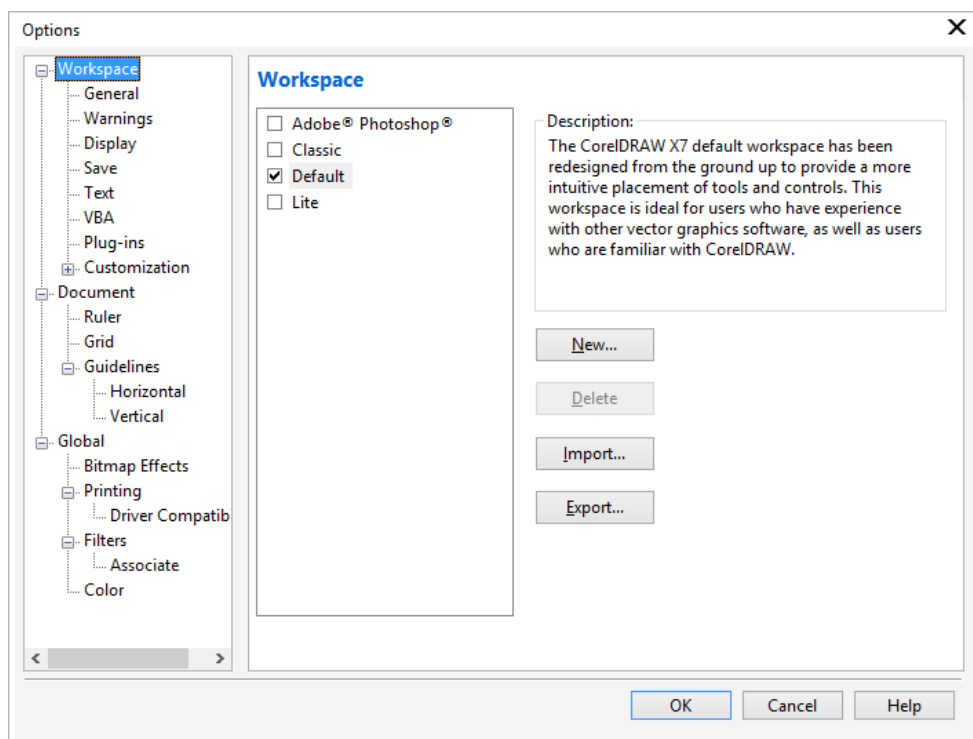 Options
Workspace
General
Warnings
Display
Save
Text
VBA
Plug-ins
Customization
Document
Ruler
Grid
Guidelines
Horizontal
Vertical
Global
Bitmap Effects
Printing
Driver Compatib
Filters
Associate
Color
Workspace
Adobe® Photoshop®
Classic
Default
Lite
Description:
The CorelDRAW X7 default workspace has been
redesigned from the ground up to provide a more
intuitive placement of tools and controls. This
workspace is ideal for users who have experience
with other vector graphics software, as well as users
who are familiar with CorelDRAW.
New...
Delete
Import...
Export...
OK
Cancel
Help